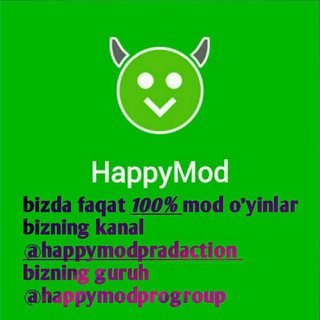 HappyMod
bizda faqat 100% mod o'yinlar
bizning kanal
@happymodpradaction
bizning guruh
@happymodprogroup